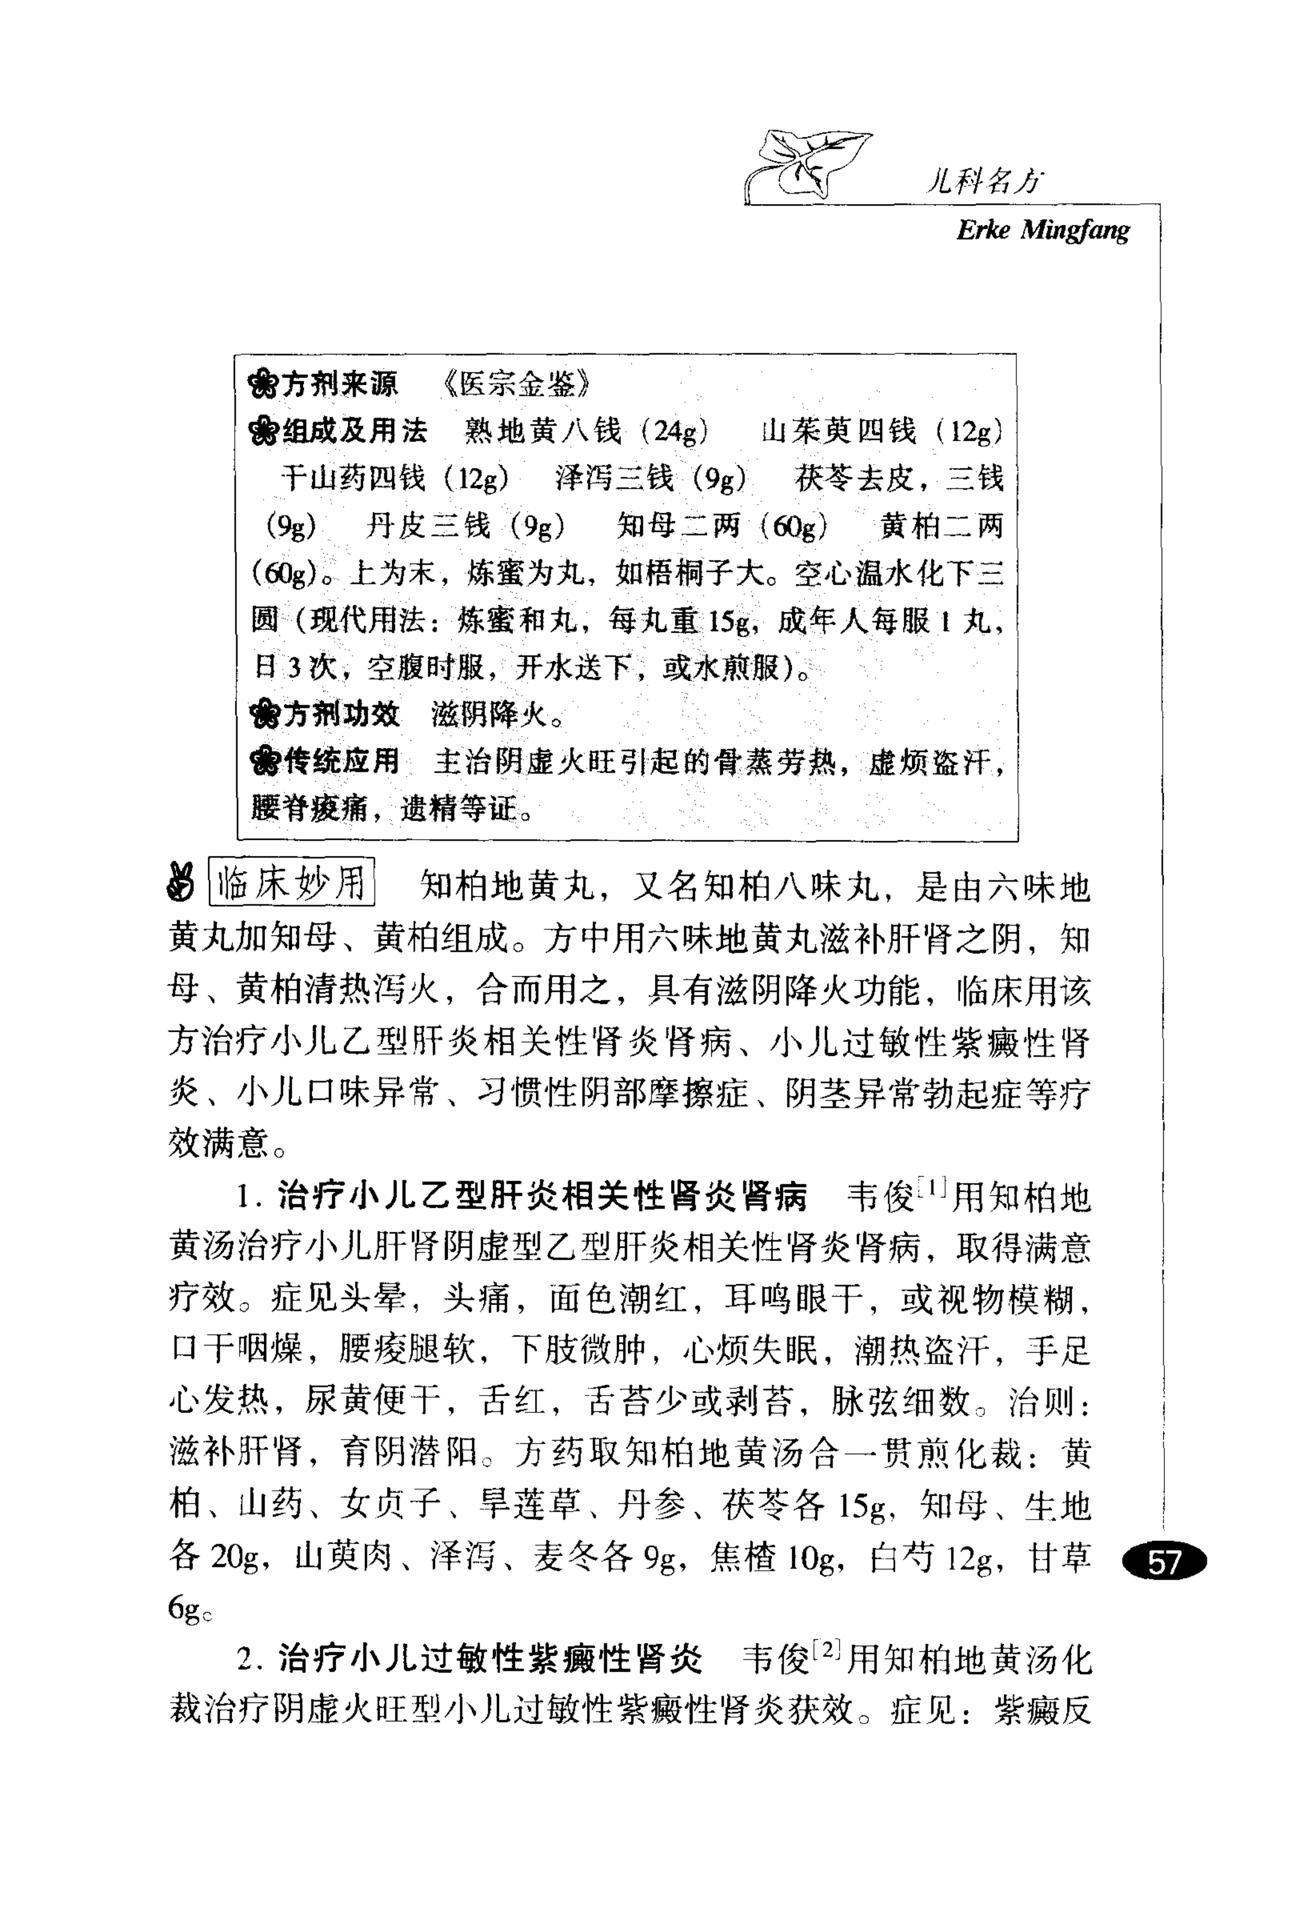 儿科名方
Erke Mingfang
方剂来源 《医宗金鉴》
组成及用法 熟地黄八钱（24g） 山茱萸四钱（12g）
干山药四钱（12g） 泽泻三钱（9g） 茯苓去皮，三钱
（9g） 丹皮三钱（9g） 知母二两（60g） 黄柏二两
（60g）。上为末，炼蜜为丸，如梧桐子大。空心温水化下三
圆（现代用法：炼蜜和丸，每丸重15g，成年人每服1丸，
日3次，空腹时服，开水送下，或水煎服）。
方剂功效 滋阴降火。
传统应用 主治阴虚火旺引起的骨蒸劳热，虚烦盗汗，
腰脊痠痛，遗精等证。
临床妙用 知柏地黄丸，又名知柏八味丸，是由六味地
黄丸加知母、黄柏组成。方中用六味地黄丸滋补肝肾之阴，知
母、黄柏清热泻火，合而用之，具有滋阴降火功能，临床用该
方治疗小儿乙型肝炎相关性肾炎肾病、小儿过敏性紫癜性肾
炎、小儿口味异常、习惯性阴部摩擦症、阴茎异常勃起症等疗
效满意。
1. 治疗小儿乙型肝炎相关性肾炎肾病 韦俊[1]用知柏地
黄汤治疗小儿肝肾阴虚型乙型肝炎相关性肾炎肾病，取得满意
疗效。症见头晕，头痛，面色潮红，耳鸣眼干，或视物模糊，
口干咽燥，腰痠腿软，下肢微肿，心烦失眠，潮热盗汗，手足
心发热，尿黄便干，舌红，舌苔少或剥苔，脉弦细数。治则：
滋补肝肾，育阴潜阳。方药取知柏地黄汤合一贯煎化裁：黄
柏、山药、女贞子、旱莲草、丹参、茯苓各15g，知母、生地
各20g，山萸肉、泽泻、麦冬各9g，焦楂10g，白芍12g，甘草
6g。
57
2. 治疗小儿过敏性紫癜性肾炎 韦俊[2]用知柏地黄汤化
裁治疗阴虚火旺型小儿过敏性紫癜性肾炎获效。症见：紫癜反